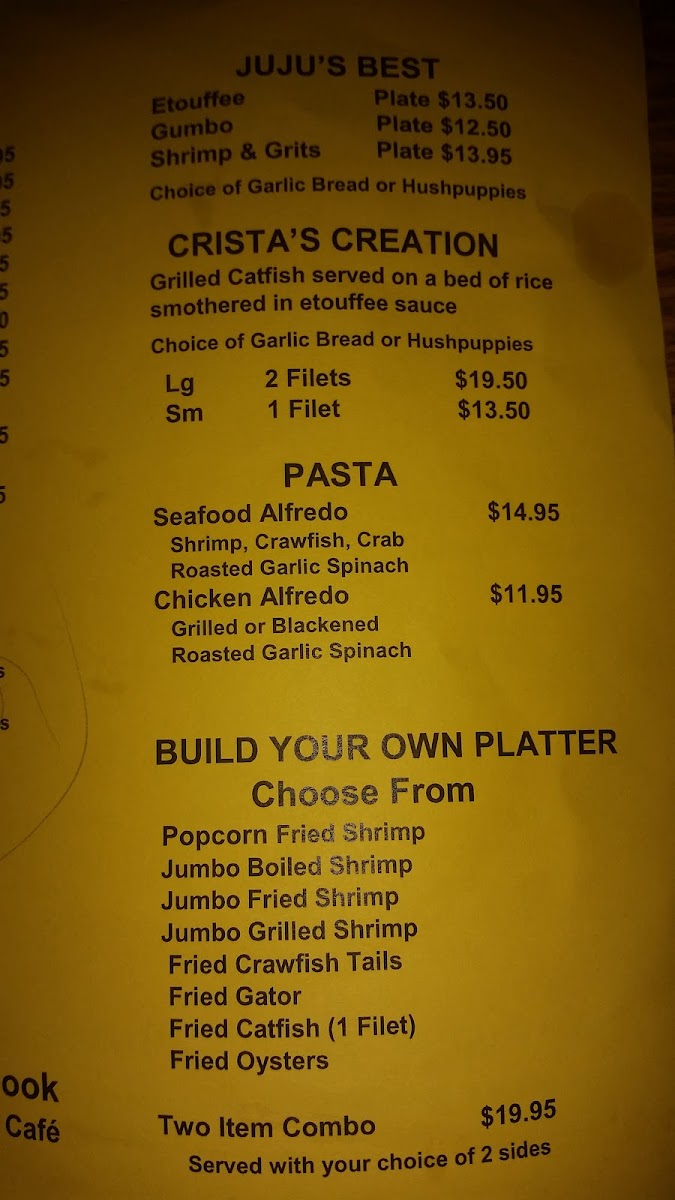 JUJU'S BEST
Etouffee Plate $13.50
Gumbo Plate $12.50
Shrimp & Grits Plate $13.95
Choice of Garlic Bread or Hushpuppies
CRISTA'S CREATION
Grilled Catfish served on a bed of rice
smothered in etouffee sauce
Choice of Garlic Bread or Hushpuppies
Lg 2 Filets $19.50
Sm 1 Filet $13.50
PASTA
Seafood Alfredo $14.95
Shrimp, Crawfish, Crab
Roasted Garlic Spinach
Chicken Alfredo $11.95
Grilled or Blackened
Roasted Garlic Spinach
BUILD YOUR OWN PLATTER
Choose From
Popcorn Fried Shrimp
Jumbo Boiled Shrimp
Jumbo Fried Shrimp
Jumbo Grilled Shrimp
Fried Crawfish Tails
Fried Gator
Fried Catfish (1 Filet)
Fried Oysters
Two Item Combo $19.95
Served with your choice of 2 sides
ook
Café